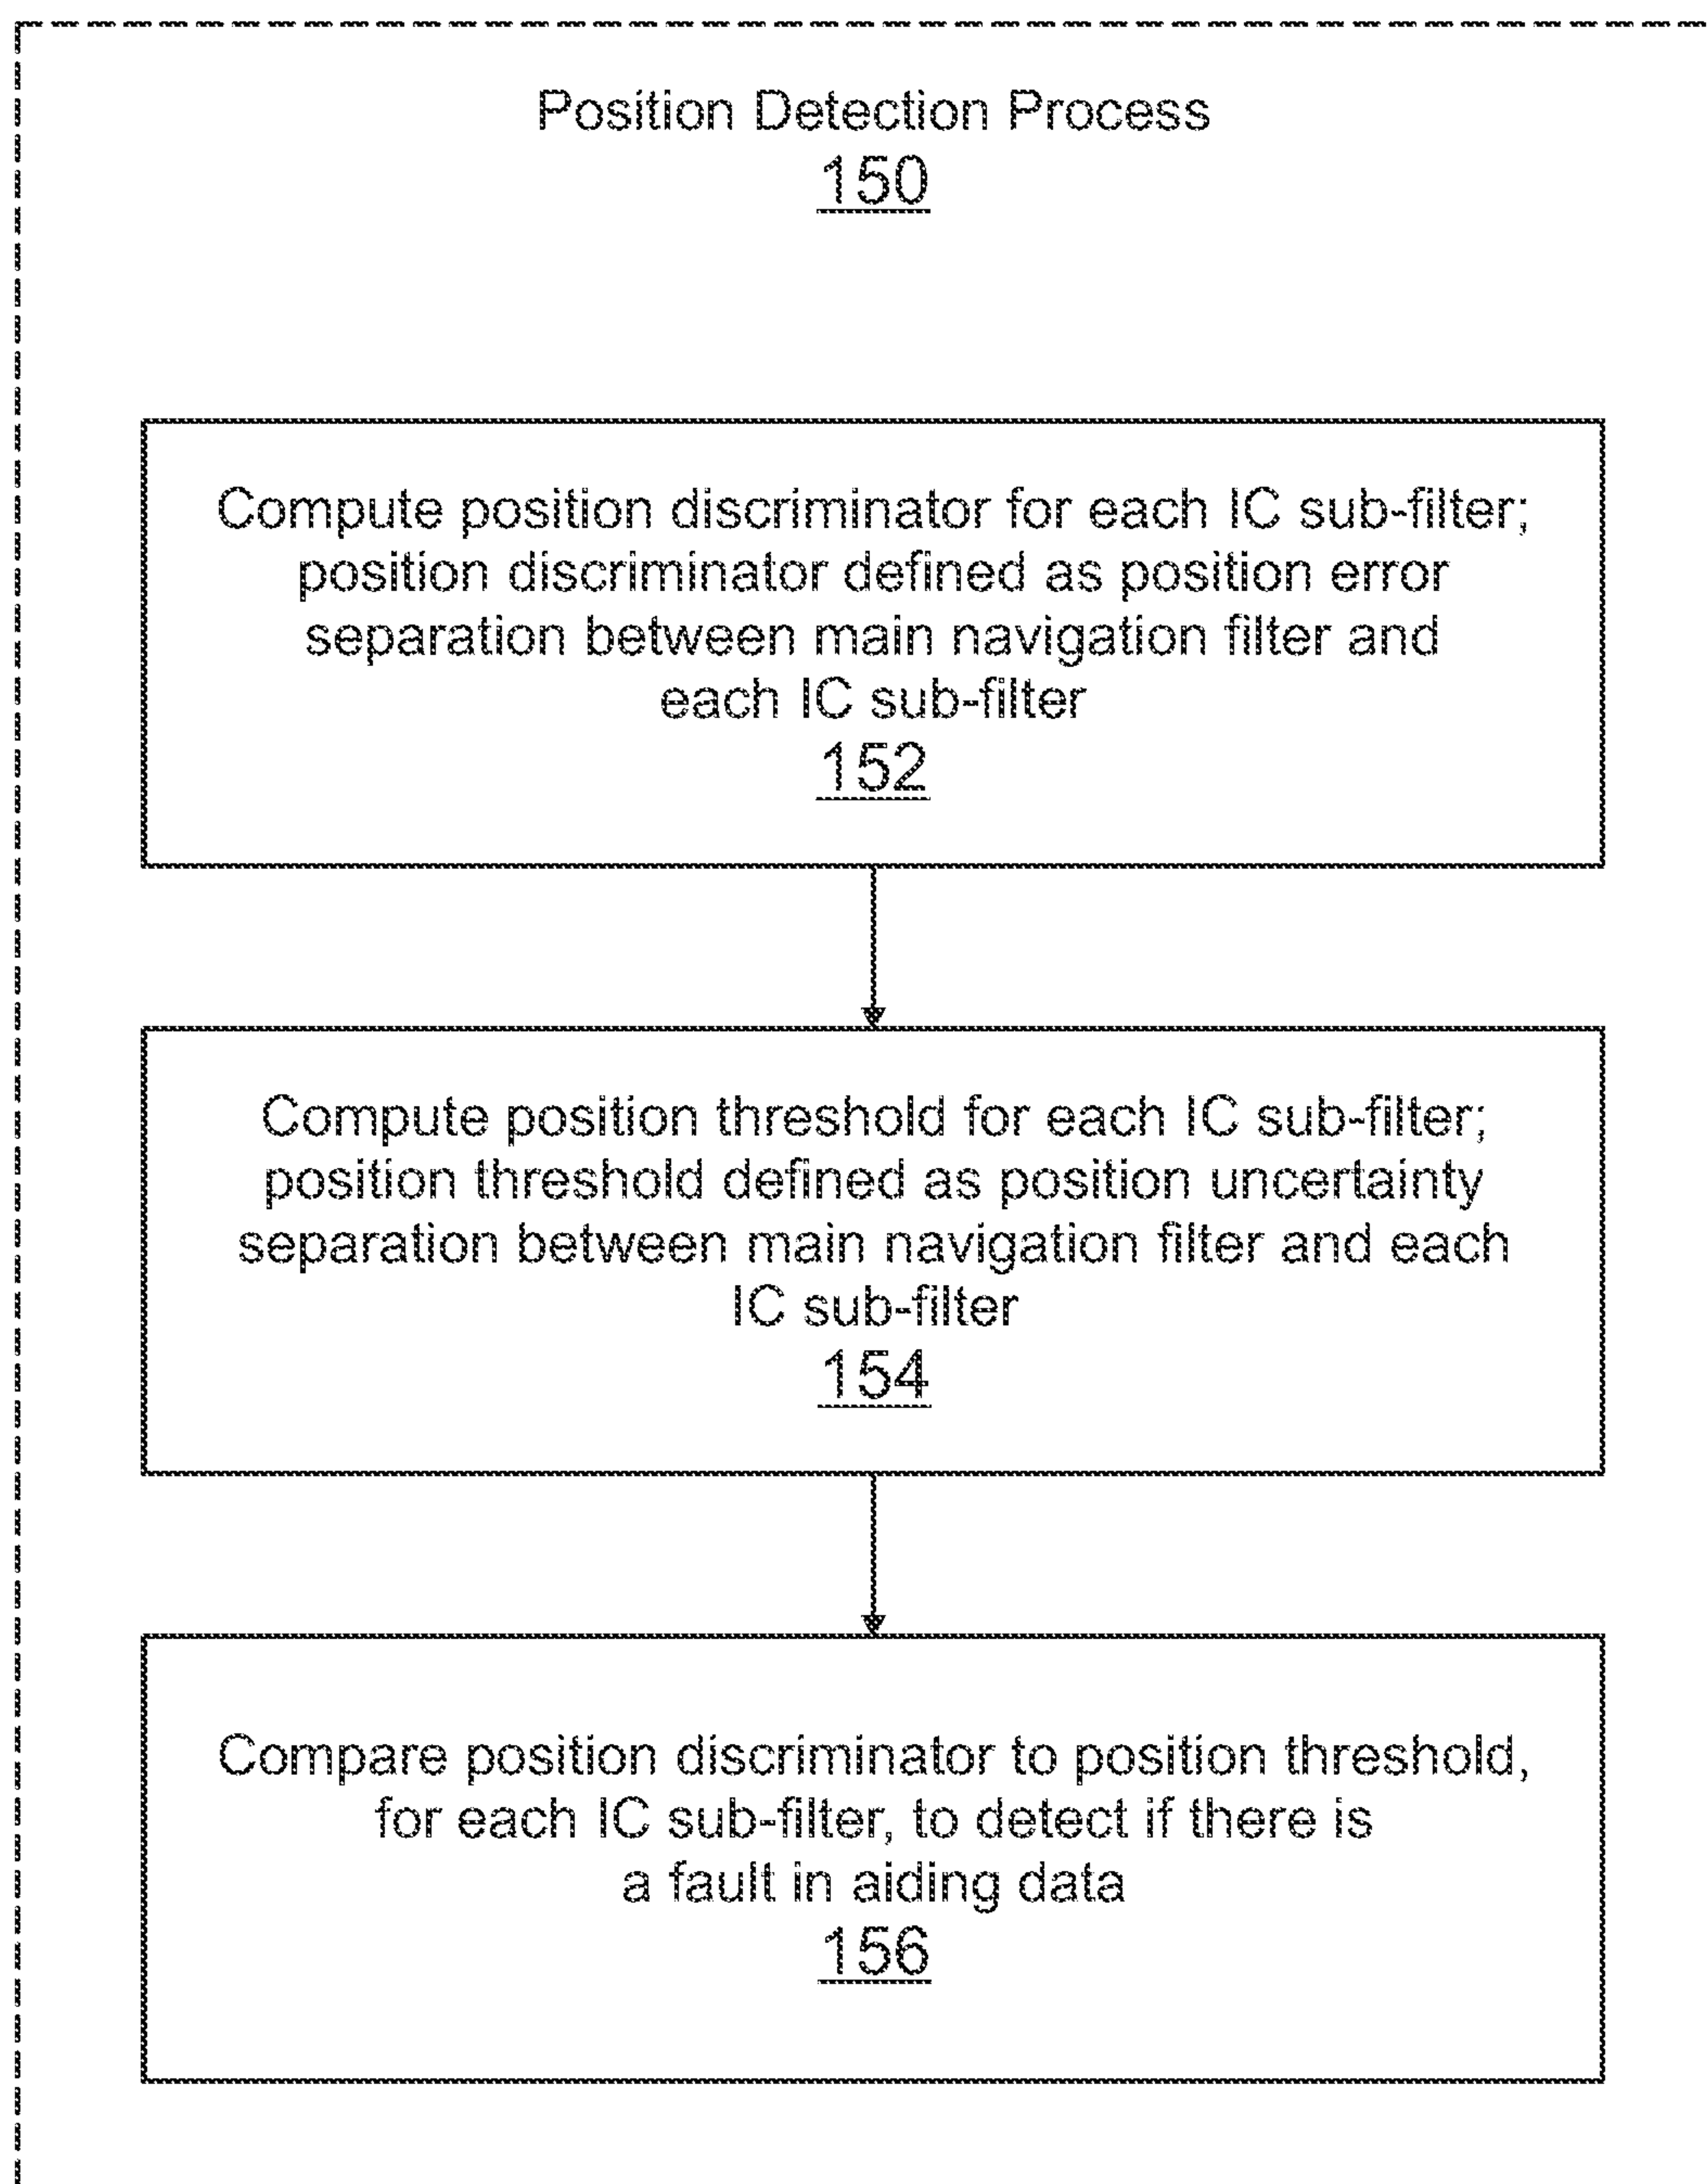 Position Detection Process
150
Compute position discriminator for each IC sub-filter;
position discriminator defined as position error
separation between main navigation filter and
each IC sub-filter
152
Compute position threshold for each IC sub-filter;
position threshold defined as position uncertainty
separation between main navigation filter and each
IC sub-filter
154
Compare position discriminator to position threshold,
for each IC sub-filter, to detect if there is
a fault in aiding data
156